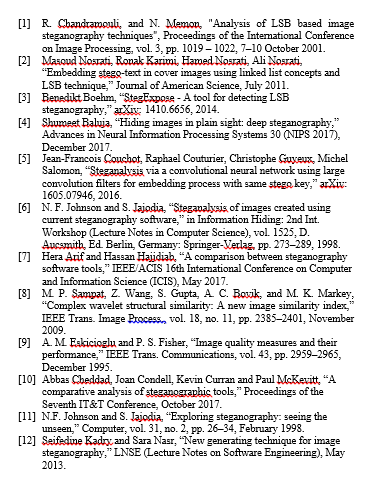 [1] R. Chandramouli, and N. Memon, "Analysis of LSB based image
steganography techniques", Proceedings of the International Conference
on Image Processing, vol. 3, pp. 1019 – 1022, 7–10 October 2001.
[2] Masoud Nosrati, Ronak Karimi, Hamed Nosrati, Ali Nosrati,
“Embedding stego-text in cover images using linked list concepts and
LSB technique,” Journal of American Science, July 2011.
[3] Benedikt Boehm, “StegExpose - A tool for detecting LSB
steganography,” arXiv: 1410.6656, 2014.
[4] Shumeet Baluja, “Hiding images in plain sight: deep steganography,”
Advances in Neural Information Processing Systems 30 (NIPS 2017),
December 2017.
[5] Jean-Francois Couchot, Raphael Couturier, Christophe Guyeux, Michel
Salomon, “Steganalysis via a convolutional neural network using large
convolution filters for embedding process with same stego key,” arXiv:
1605.07946, 2016.
[6] N. F. Johnson and S. Jajodia, “Steganalysis of images created using
current steganography software,” in Information Hiding: 2nd Int.
Workshop (Lecture Notes in Computer Science), vol. 1525, D.
Aucsmith, Ed. Berlin, Germany: Springer-Verlag, pp. 273–289, 1998.
[7] Hera Arif and Hassan Hajjdiab, “A comparison between steganography
software tools,” IEEE/ACIS 16th International Conference on Computer
and Information Science (ICIS), May 2017.
[8] M. P. Sampat, Z. Wang, S. Gupta, A. C. Bovik, and M. K. Markey,
“Complex wavelet structural similarity: A new image similarity index,”
IEEE Trans. Image Process., vol. 18, no. 11, pp. 2385–2401, November
2009.
[9] A. M. Eskicioglu and P. S. Fisher, “Image quality measures and their
performance,” IEEE Trans. Communications, vol. 43, pp. 2959–2965,
December 1995.
[10] Abbas Cheddad, Joan Condell, Kevin Curran and Paul McKevitt, “A
comparative analysis of steganographic tools,” Proceedings of the
Seventh IT&T Conference, October 2017.
[11] N.F. Johnson and S. Jajodia, “Exploring steganography: seeing the
unseen,” Computer, vol. 31, no. 2, pp. 26–34, February 1998.
[12] Seifedine Kadry and Sara Nasr, “New generating technique for image
steganography,” LNSE (Lecture Notes on Software Engineering), May
2013.